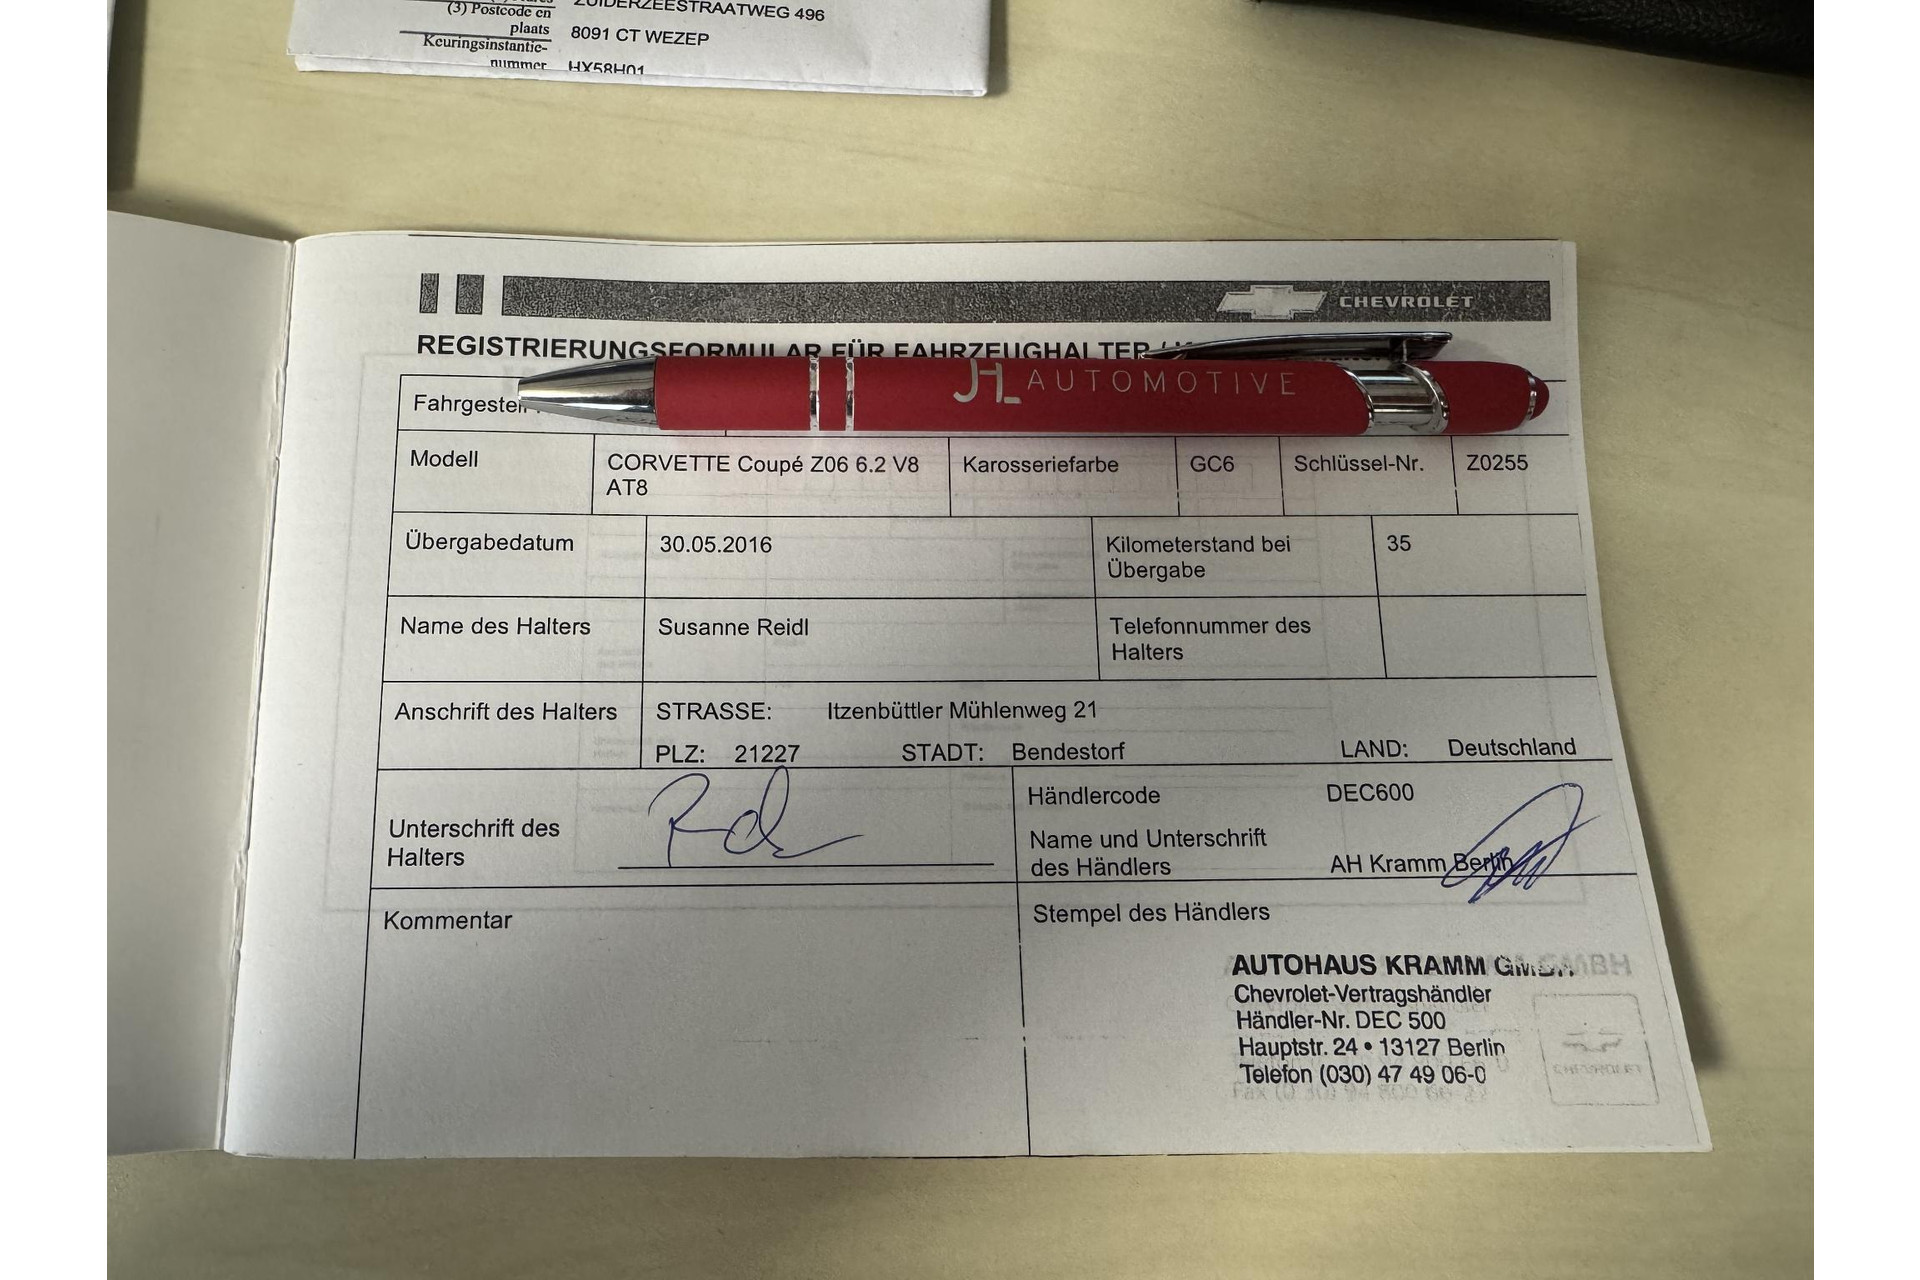 ZUIDERZEESTRAATWEG 496
(3) Postcode en
plaats
8091 CT WEZEP
Keuringsinstantie-
nummer HX58H01
CHEVROLET
REGISTRIERUNGSFORMULAR FÜR FAHRZEUGHALTER /
JHL AUTOMOTIVE
Modell
CORVETTE Coupé Z06 6.2 V8
AT8
Karosseriefarbe
GC6
Schlüssel-Nr.
Z0255
Übergabedatum
30.05.2016
Kilometerstand bei
Übergabe
35
Name des Halters
Susanne Reidl
Telefonnummer des
Halters
Anschrift des Halters
STRASSE: Itzenbüttler Mühlenweg 21
PLZ: 21227 STADT: Bendestorf LAND: Deutschland
Unterschrift des
Halters
Händlercode DEC600
Name und Unterschrift
des Händlers AH Kramm Berlin
Kommentar
Stempel des Händlers
AUTOHAUS KRAMM GMBH
Chevrolet-Vertragshändler
Händler-Nr. DEC 500
Hauptstr. 24 • 13127 Berlin
Telefon (030) 47 49 06-0
CHEVROLET